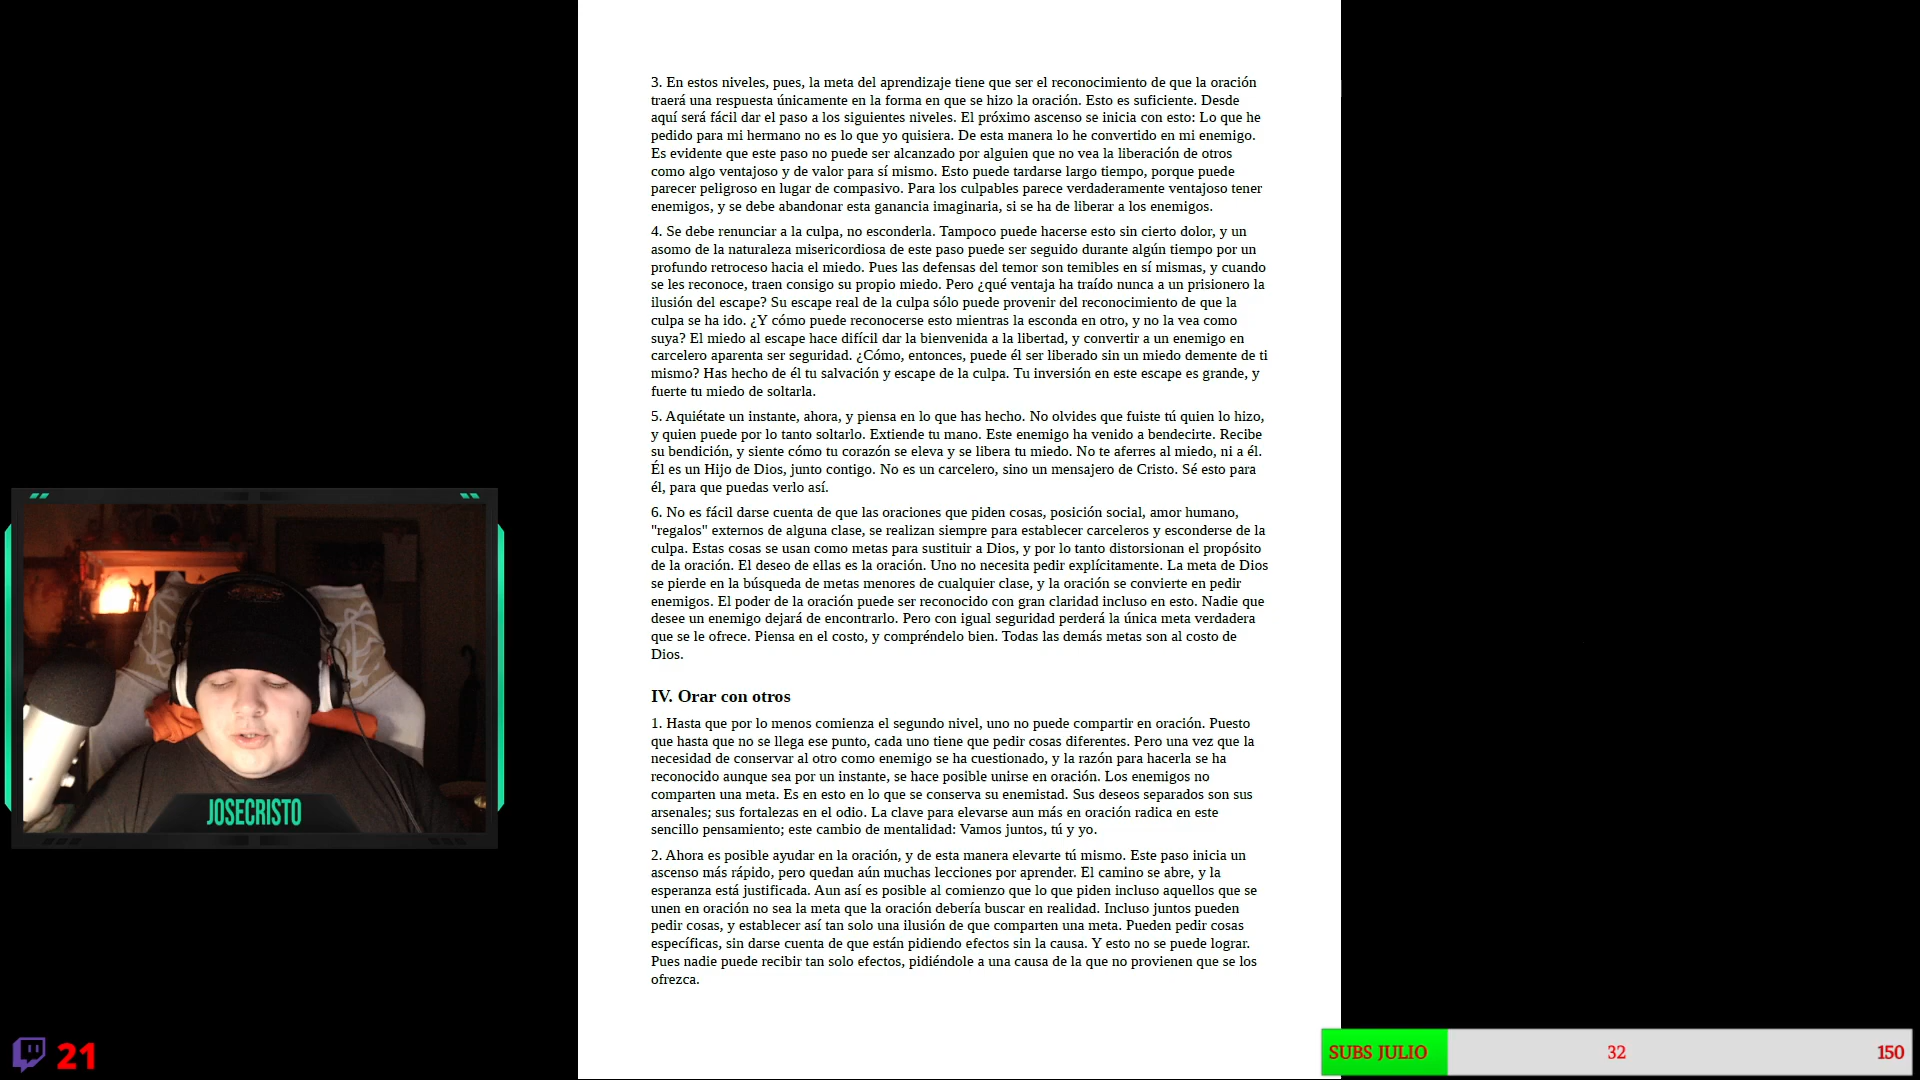 3. En estos niveles, pues, la meta del aprendizaje tiene que ser el reconocimiento de que la oración
traerá una respuesta únicamente en la forma en que se hizo la oración. Esto es suficiente. Desde
aquí será fácil dar el paso a los siguientes niveles. El próximo ascenso se inicia con esto: Lo que he
pedido para mi hermano no es lo que yo quisiera. De esta manera lo he convertido en mi enemigo.
Es evidente que este paso no puede ser alcanzado por alguien que no vea la liberación de otros
como algo ventajoso y de valor para sí mismo. Esto puede tardarse largo tiempo, porque puede
parecer peligroso en lugar de compasivo. Para los culpables parece verdaderamente ventajoso tener
enemigos, y se debe abandonar esta ganancia imaginaria, si se ha de liberar a los enemigos.
4. Se debe renunciar a la culpa, no esconderla. Tampoco puede hacerse esto sin cierto dolor, y un
asomo de la naturaleza misericordiosa de este paso puede ser seguido durante algún tiempo por un
profundo retroceso hacia el miedo. Pues las defensas del temor son temibles en sí mismas, y cuando
se les reconoce, traen consigo su propio miedo. Pero ¿qué ventaja ha traído nunca a un prisionero la
ilusión del escape? Su escape real de la culpa sólo puede provenir del reconocimiento de que la
culpa se ha ido. ¿Y cómo puede reconocerse esto mientras la esconda en otro, y no la vea como
suya? El miedo al escape hace difícil dar la bienvenida a la libertad, y convertir a un enemigo en
carcelero aparenta ser seguridad. ¿Cómo, entonces, puede él ser liberado sin un miedo demente de ti
mismo? Has hecho de él tu salvación y escape de la culpa. Tu inversión en este escape es grande, y
fuerte tu miedo de soltarla.
5. Aquiétate un instante, ahora, y piensa en lo que has hecho. No olvides que fuiste tú quien lo hizo,
y quien puede por lo tanto soltarlo. Extiende tu mano. Este enemigo ha venido a bendecirte. Recibe
su bendición, y siente cómo tu corazón se eleva y se libera tu miedo. No te aferres al miedo, ni a él.
Él es un Hijo de Dios, junto contigo. No es un carcelero, sino un mensajero de Cristo. Sé esto para
él, para que puedas verlo así.
6. No es fácil darse cuenta de que las oraciones que piden cosas, posición social, amor humano,
"regalos" externos de alguna clase, se realizan siempre para establecer carceleros y esconderse de la
culpa. Estas cosas se usan como metas para sustituir a Dios, y por lo tanto distorsionan el propósito
de la oración. El deseo de ellas es la oración. Uno no necesita pedir explícitamente. La meta de Dios
se pierde en la búsqueda de metas menores de cualquier clase, y la oración se convierte en pedir
enemigos. El poder de la oración puede ser reconocido con gran claridad incluso en esto. Nadie que
desee un enemigo dejará de encontrarlo. Pero con igual seguridad perderá la única meta verdadera
que se le ofrece. Piensa en el costo, y compréndelo bien. Todas las demás metas son al costo de
Dios.
IV. Orar con otros
1. Hasta que por lo menos comienza el segundo nivel, uno no puede compartir en oración. Puesto
que hasta que no se llega ese punto, cada uno tiene que pedir cosas diferentes. Pero una vez que la
necesidad de conservar al otro como enemigo se ha cuestionado, y la razón para hacerla se ha
reconocido aunque sea por un instante, se hace posible unirse en oración. Los enemigos no
comparten una meta. Es en esto en lo que se conserva su enemistad. Sus deseos separados son sus
arsenales; sus fortalezas en el odio. La clave para elevarse aun más en oración radica en este
sencillo pensamiento; este cambio de mentalidad: Vamos juntos, tú y yo.
2. Ahora es posible ayudar en la oración, y de esta manera elevarte tú mismo. Este paso inicia un
ascenso más rápido, pero quedan aún muchas lecciones por aprender. El camino se abre, y la
esperanza está justificada. Aun así es posible al comienzo que lo que piden incluso aquellos que se
unen en oración no sea la meta que la oración debería buscar en realidad. Incluso juntos pueden
pedir cosas, y establecer así tan solo una ilusión de que comparten una meta. Pueden pedir cosas
específicas, sin darse cuenta de que están pidiendo efectos sin la causa. Y esto no se puede lograr.
Pues nadie puede recibir tan solo efectos, pidiéndole a una causa de la que no provienen que se los
ofrezca.
JOSECRISTO
21
SUBS JULIO 32 150